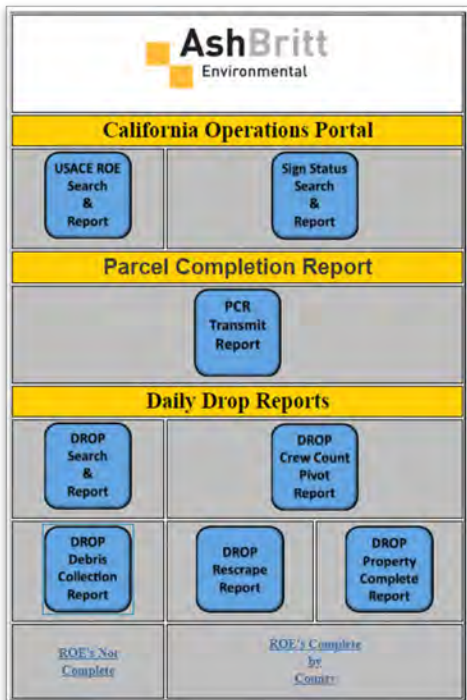 AshBritt
Environmental
California Operations Portal
USACE ROE
Search
&
Report
Sign Status
Search
&
Report
Parcel Completion Report
PCR
Transmit
Report
Daily Drop Reports
DROP
Search
&
Report
DROP
Crew Count
Pivot
Report
DROP
Debris
Collection
Report
DROP
Rescrape
Report
DROP
Property
Complete
Report
ROE's Not
Complete
ROE's Complete
by
County